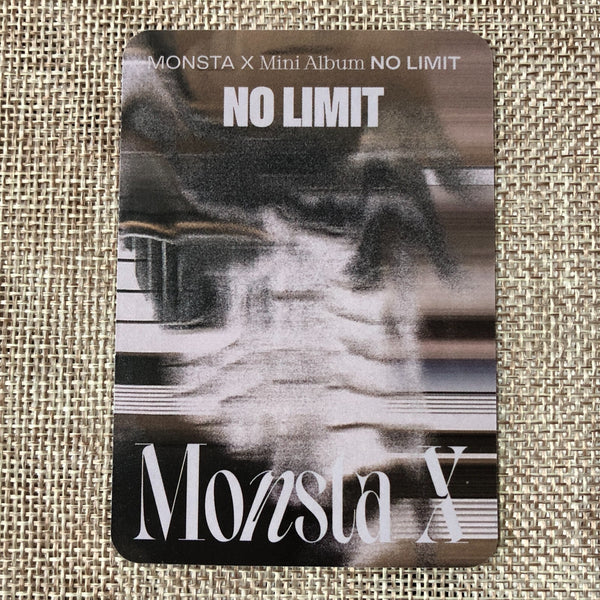 MONSTA X Mini Album NO LIMIT
NO LIMIT
Monsta X